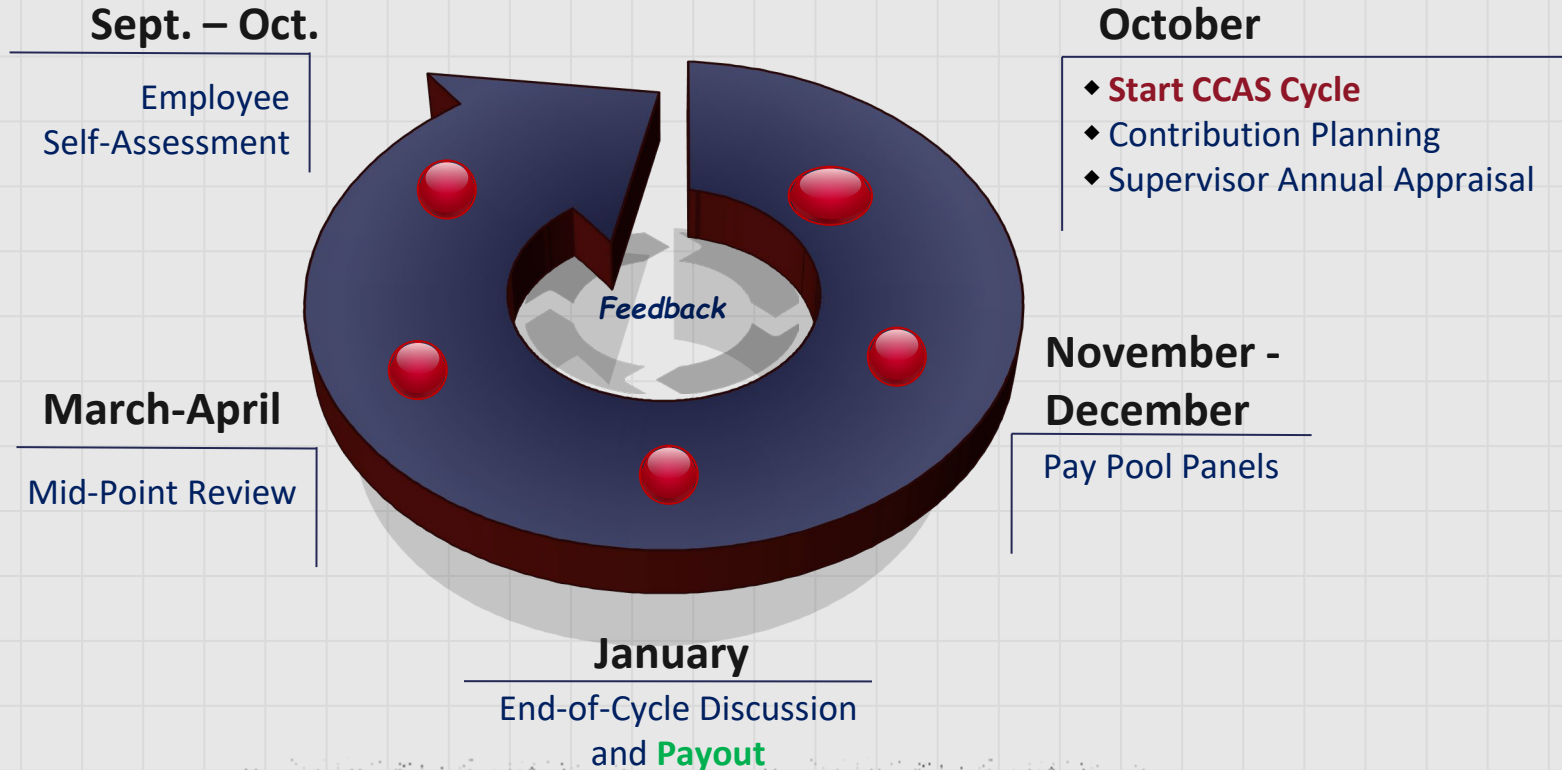 Sept. – Oct.
Employee
Self-Assessment
October
◆ Start CCAS Cycle
◆ Contribution Planning
◆ Supervisor Annual Appraisal
Feedback
November -
December
Pay Pool Panels
March-April
Mid-Point Review
January
End-of-Cycle Discussion
and Payout